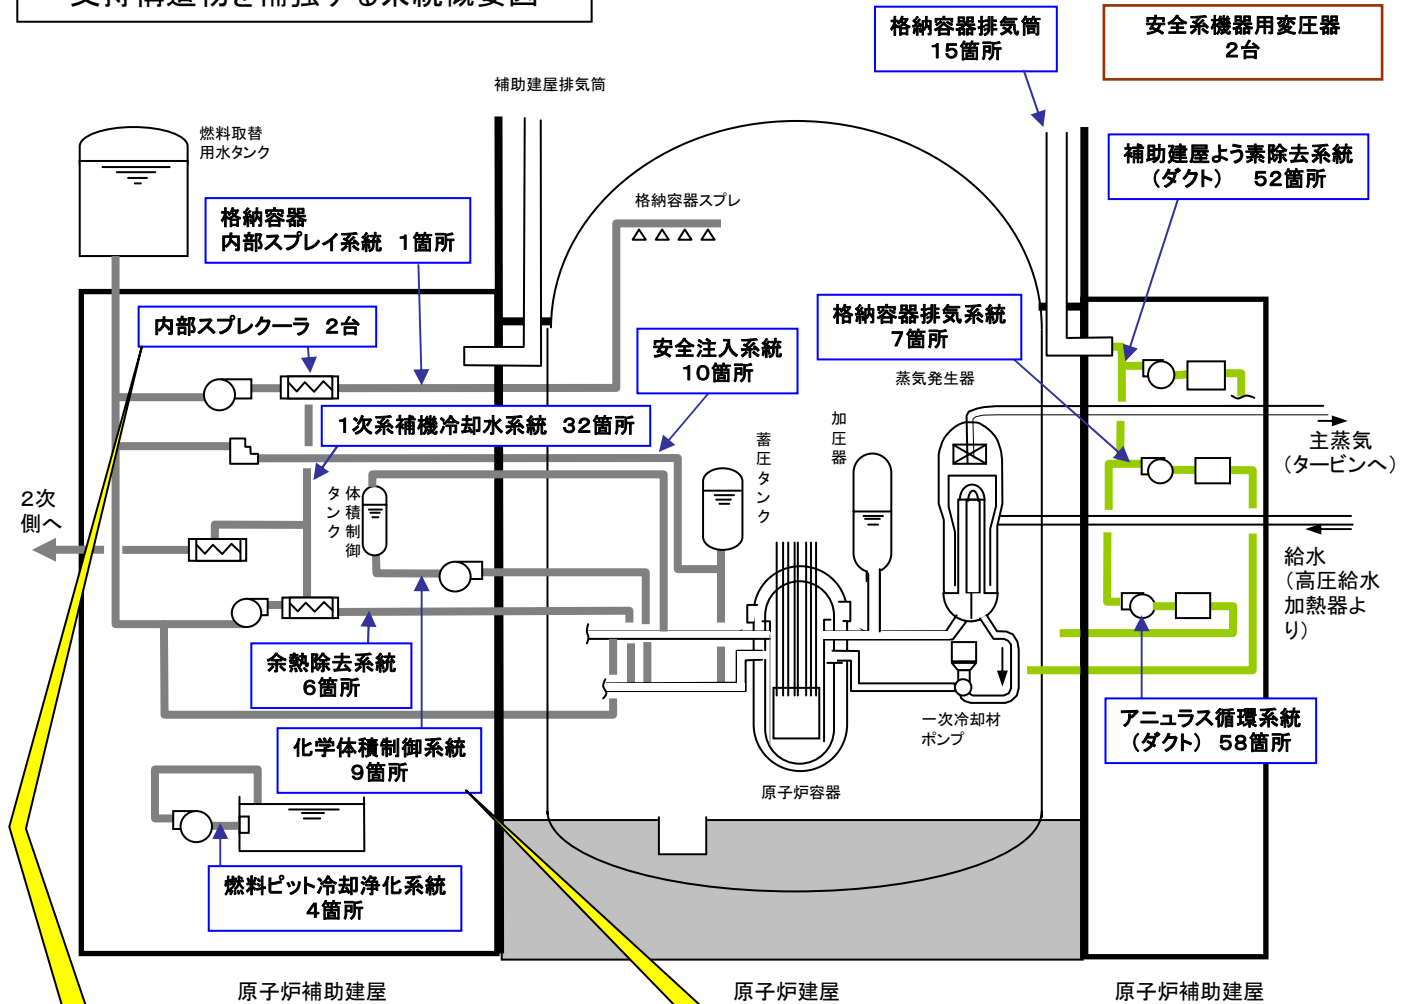 支持構造物を補強する系統概要図
格納容器排気筒
15箇所
安全系機器用変圧器
2台
補助建屋排気筒
燃料取替
用水タンク
補助建屋よう素除去系統
(ダクト) 52箇所
格納容器スプレ
格納容器
内部スプレイ系統 1箇所
内部スプレクーラ 2台
安全注入系統
10箇所
格納容器排気系統
7箇所
蒸気発生器
1次系補機冷却水系統 32箇所
加圧器
蓄圧タンク
主蒸気
(タービンへ)
体積制御
タンク
2次
側へ
給水
(高圧給水
加熱器よ
り)
余熱除去系統
6箇所
一次冷却材
ポンプ
アニュラス循環系統
(ダクト) 58箇所
化学体積制御系統
9箇所
原子炉容器
燃料ピット冷却浄化系統
4箇所
原子炉補助建屋
原子炉建屋
原子炉補助建屋